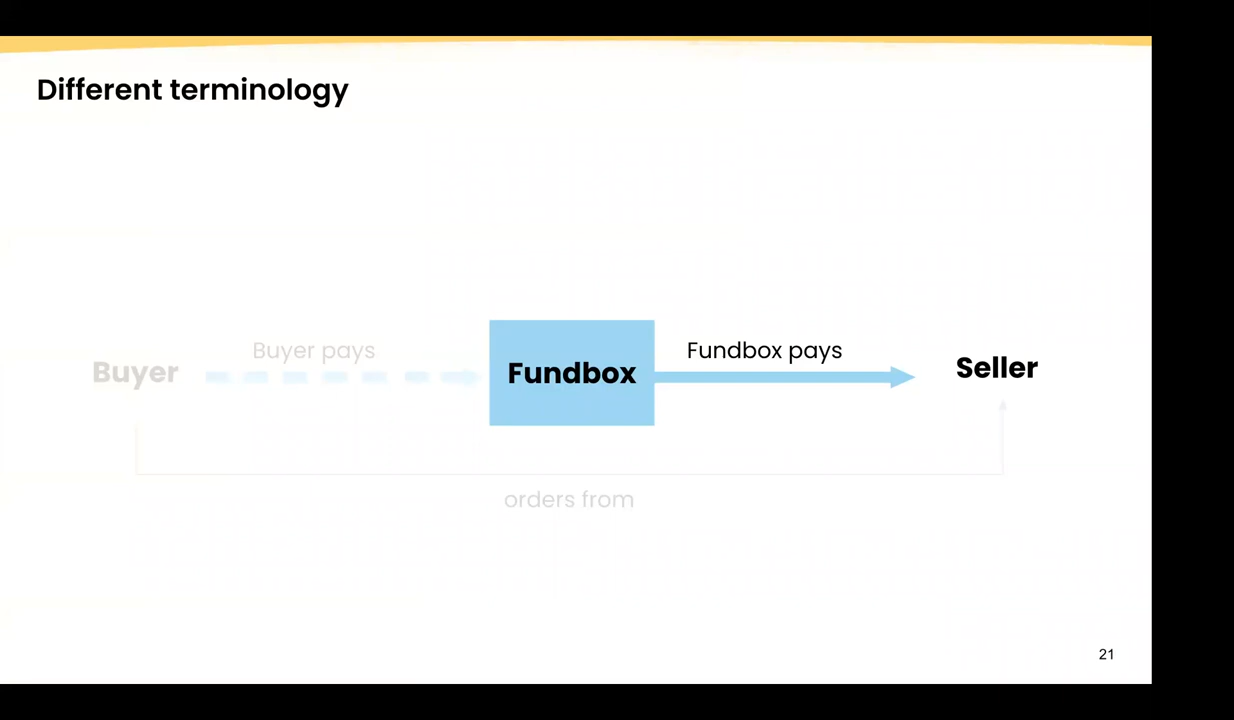 Different terminology
Buyer pays
Fundbox pays
Buyer
Fundbox
Seller
orders from
21